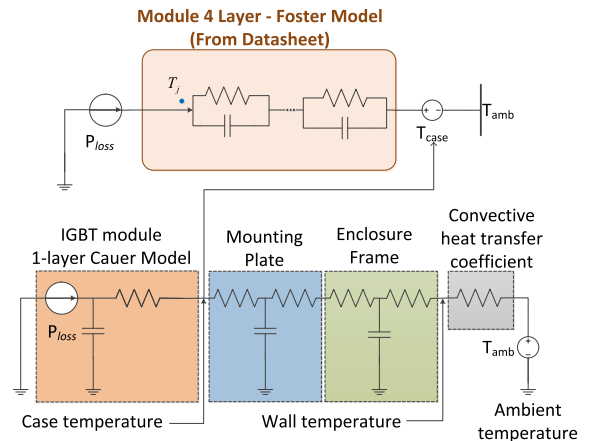 Module 4 Layer - Foster Model
(From Datasheet)
Tj
Ploss
Tcase
Tamb
IGBT module
1-layer Cauer Model
Mounting
Plate
Enclosure
Frame
Convective
heat transfer
coefficient
Ploss
Tamb
Case temperature
Wall temperature
Ambient
temperature